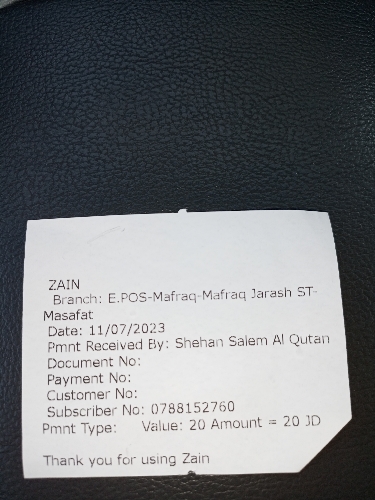 ZAIN
Branch: E.POS-Mafraq-Mafraq Jarash ST-
Masafat
Date: 11/07/2023
Pmnt Received By: Shehan Salem Al Qutan
Document No:
Payment No:
Customer No:
Subscriber No: 0788152760
Pmnt Type: Value: 20 Amount = 20 JD
Thank you for using Zain